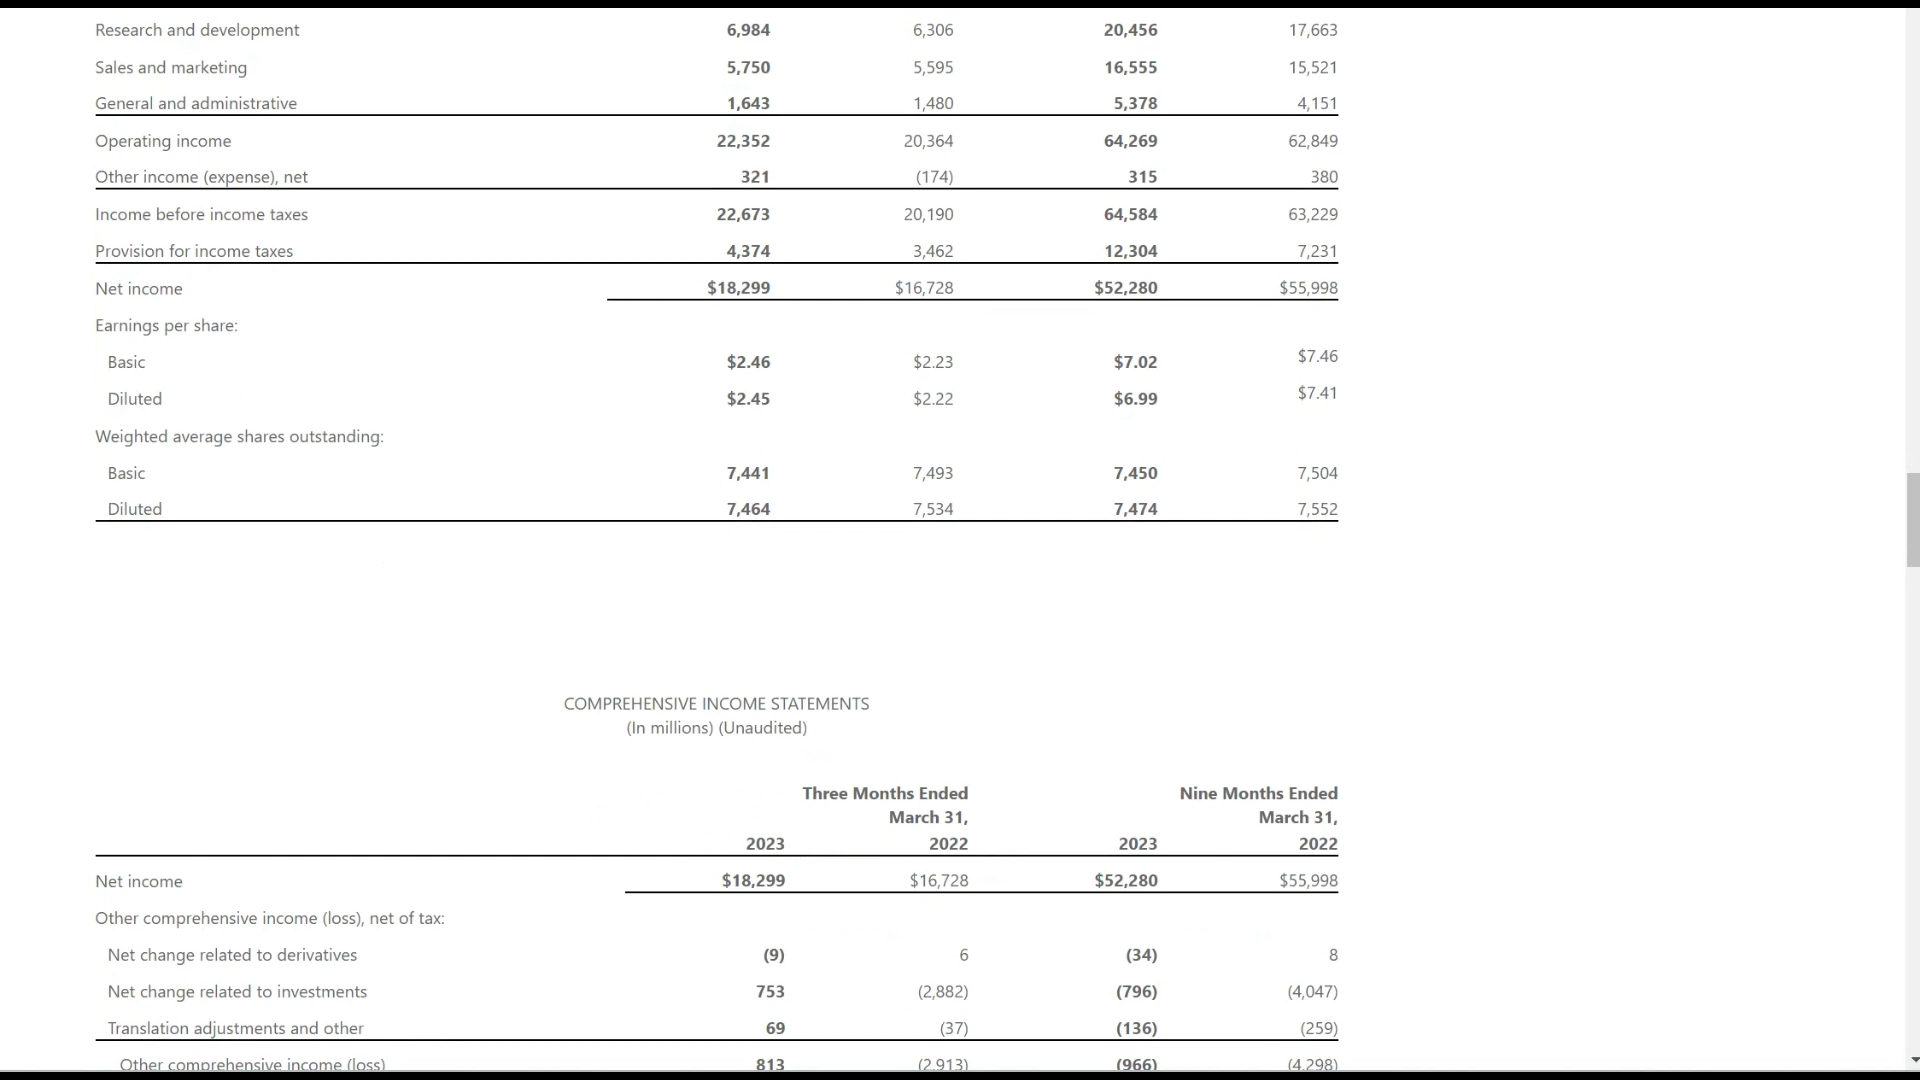 Research and development 6,984 6,306 20,456 17,663
Sales and marketing 5,750 5,595 16,555 15,521
General and administrative 1,643 1,480 5,378 4,151
Operating income 22,352 20,364 64,269 62,849
Other income (expense), net 321 (174) 315 380
Income before income taxes 22,673 20,190 64,584 63,229
Provision for income taxes 4,374 3,462 12,304 7,231
Net income $18,299 $16,728 $52,280 $55,998
Earnings per share:
Basic $2.46 $2.23 $7.02 $7.46
Diluted $2.45 $2.22 $6.99 $7.41
Weighted average shares outstanding:
Basic 7,441 7,493 7,450 7,504
Diluted 7,464 7,534 7,474 7,552
COMPREHENSIVE INCOME STATEMENTS
(In millions) (Unaudited)
Three Months Ended Nine Months Ended
March 31, March 31,
2023 2022 2023 2022
Net income $18,299 $16,728 $52,280 $55,998
Other comprehensive income (loss), net of tax:
Net change related to derivatives (9) 6 (34) 8
Net change related to investments 753 (2,882) (796) (4,047)
Translation adjustments and other 69 (37) (136) (259)
Other comprehensive income (loss) 813 (2,913) (966) (4,298)